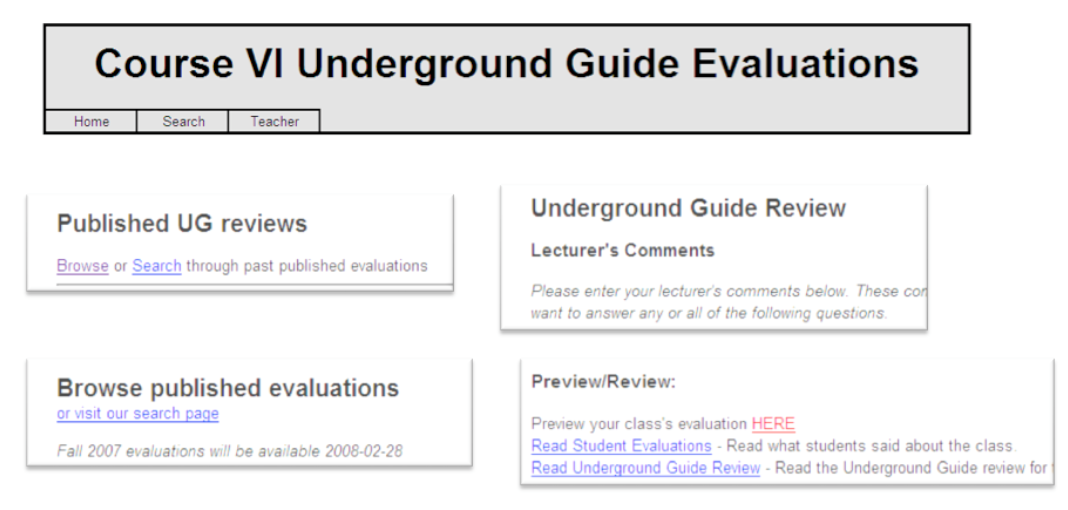 Course VI Underground Guide Evaluations
Home Search Teacher
Published UG reviews
Browse or Search through past published evaluations
Underground Guide Review
Lecturer's Comments
Please enter your lecturer's comments below. These
want to answer any or all of the following questions.
Browse published evaluations
or visit our search page
Fall 2007 evaluations will be available 2008-02-28
Preview/Review:
Preview your class's evaluation HERE
Read Student Evaluations - Read what students said about the class.
Read Underground Guide Review - Read the Underground Guide review for